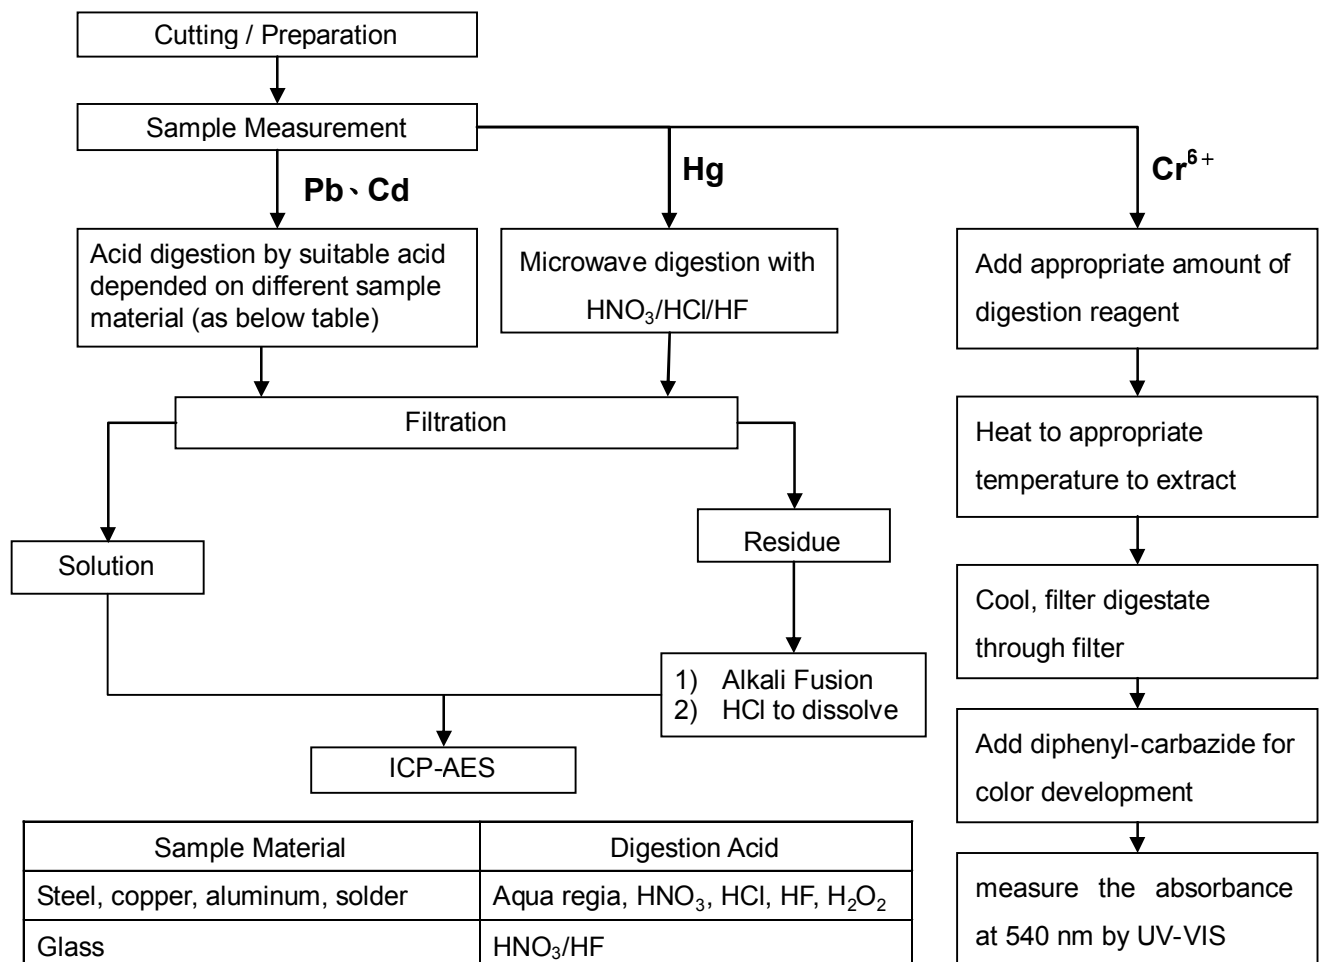 Cutting / Preparation
Sample Measurement
Pb、Cd
Hg
Cr⁶⁺
Acid digestion by suitable acid
depended on different sample
material (as below table)
Microwave digestion with
HNO₃/HCl/HF
Add appropriate amount of
digestion reagent
Filtration
Heat to appropriate
temperature to extract
Solution
Residue
Cool, filter digestate
through filter
1) Alkali Fusion
2) HCl to dissolve
ICP-AES
Add diphenyl-carbazide for
color development
measure the absorbance
at 540 nm by UV-VIS
Sample Material Digestion Acid
Steel, copper, aluminum, solder Aqua regia, HNO₃, HCl, HF, H₂O₂
Glass HNO₃/HF